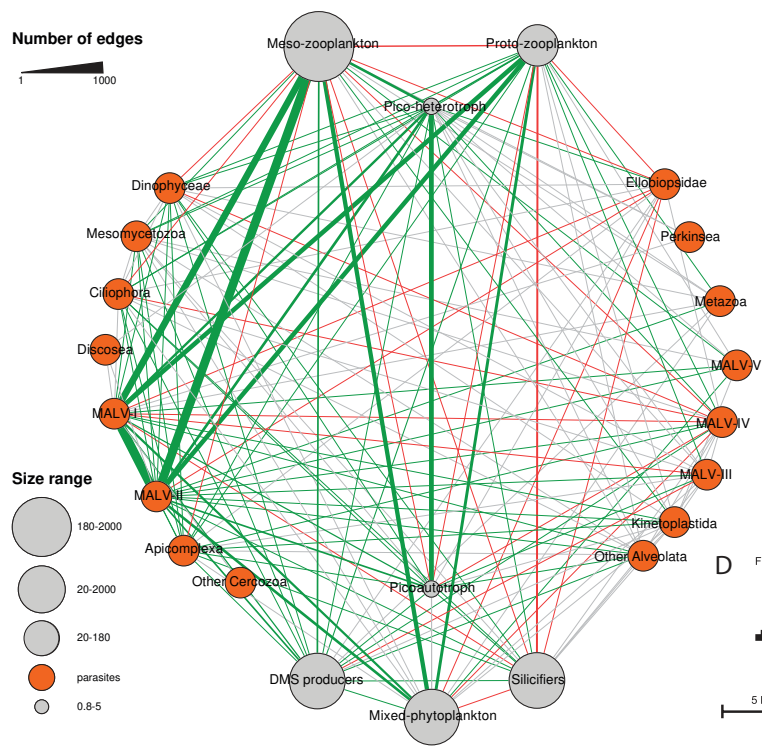 Number of edges
1
1000
Meso-zooplankton
Proto-zooplankton
Pico-heterotroph
Dinophyceae
Ellobiopsidae
Mesomycetozoa
Perkinsea
Ciliophora
Metazoa
Discosea
MALV-V
MALV-I
MALV-IV
MALV-III
Size range
180-2000
MALV-II
Kinetoplastida
Apicomplexa
Other Alveolata
Other Cercozoa
Picoautotroph
20-2000
20-180
parasites
0.8-5
DMS producers
Silicifiers
Mixed-phytoplankton
D
F
5